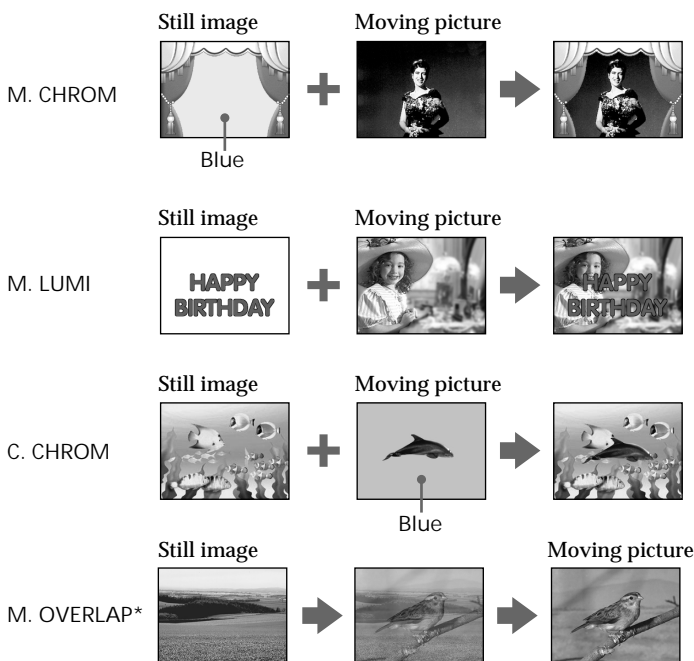 Still image Moving picture
M. CHROM
Blue
Still image Moving picture
M. LUMI
HAPPY
BIRTHDAY
HAPPY
BIRTHDAY
Still image Moving picture
C. CHROM
Blue
Still image Moving picture
M. OVERLAP*